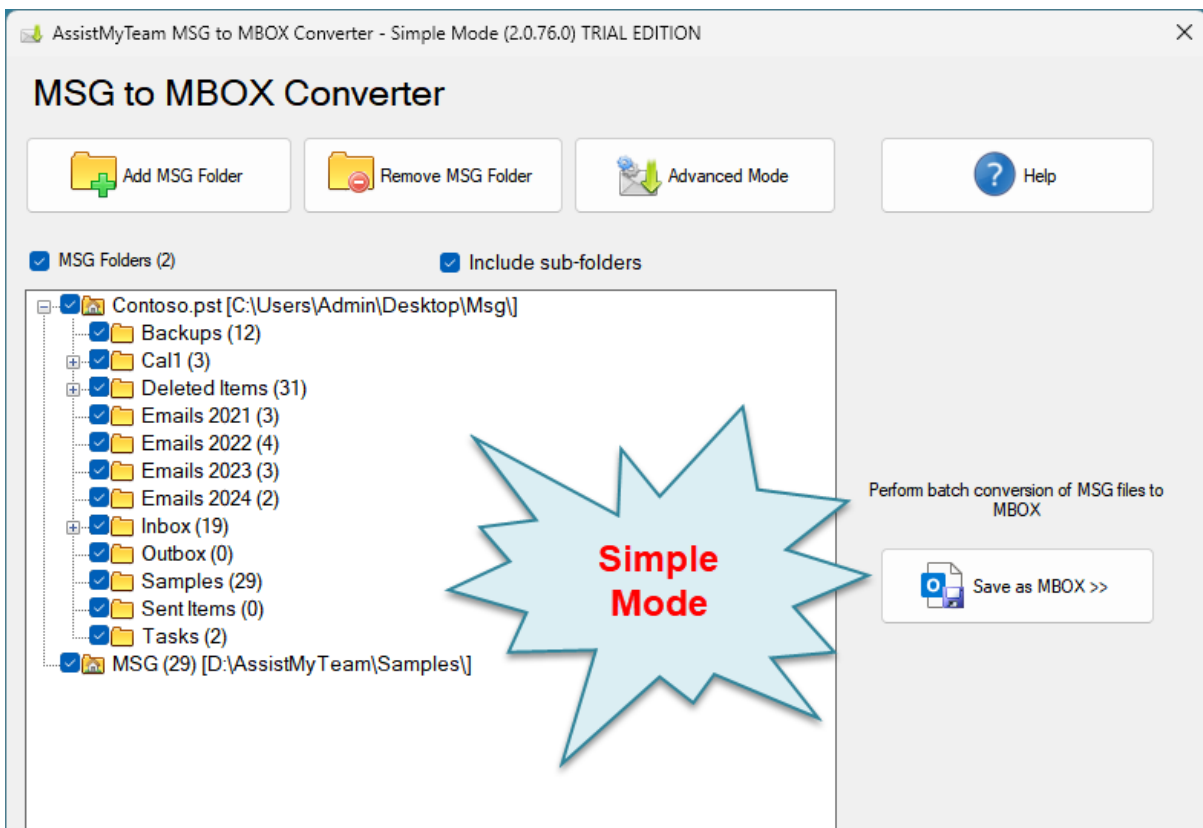 AssistMyTeam MSG to MBOX Converter - Simple Mode (2.0.76.0) TRIAL EDITION
MSG to MBOX Converter
Add MSG Folder
Remove MSG Folder
Advanced Mode
Help
MSG Folders (2)
Include sub-folders
Contoso.pst [C:\Users\Admin\Desktop\Msg\]
Backups (12)
Cal1 (3)
Deleted Items (31)
Emails 2021 (3)
Emails 2022 (4)
Emails 2023 (3)
Emails 2024 (2)
Inbox (19)
Outbox (0)
Samples (29)
Sent Items (0)
Tasks (2)
MSG (29) [D:\AssistMyTeam\Samples\]
Simple
Mode
Perform batch conversion of MSG files to
MBOX
Save as MBOX >>